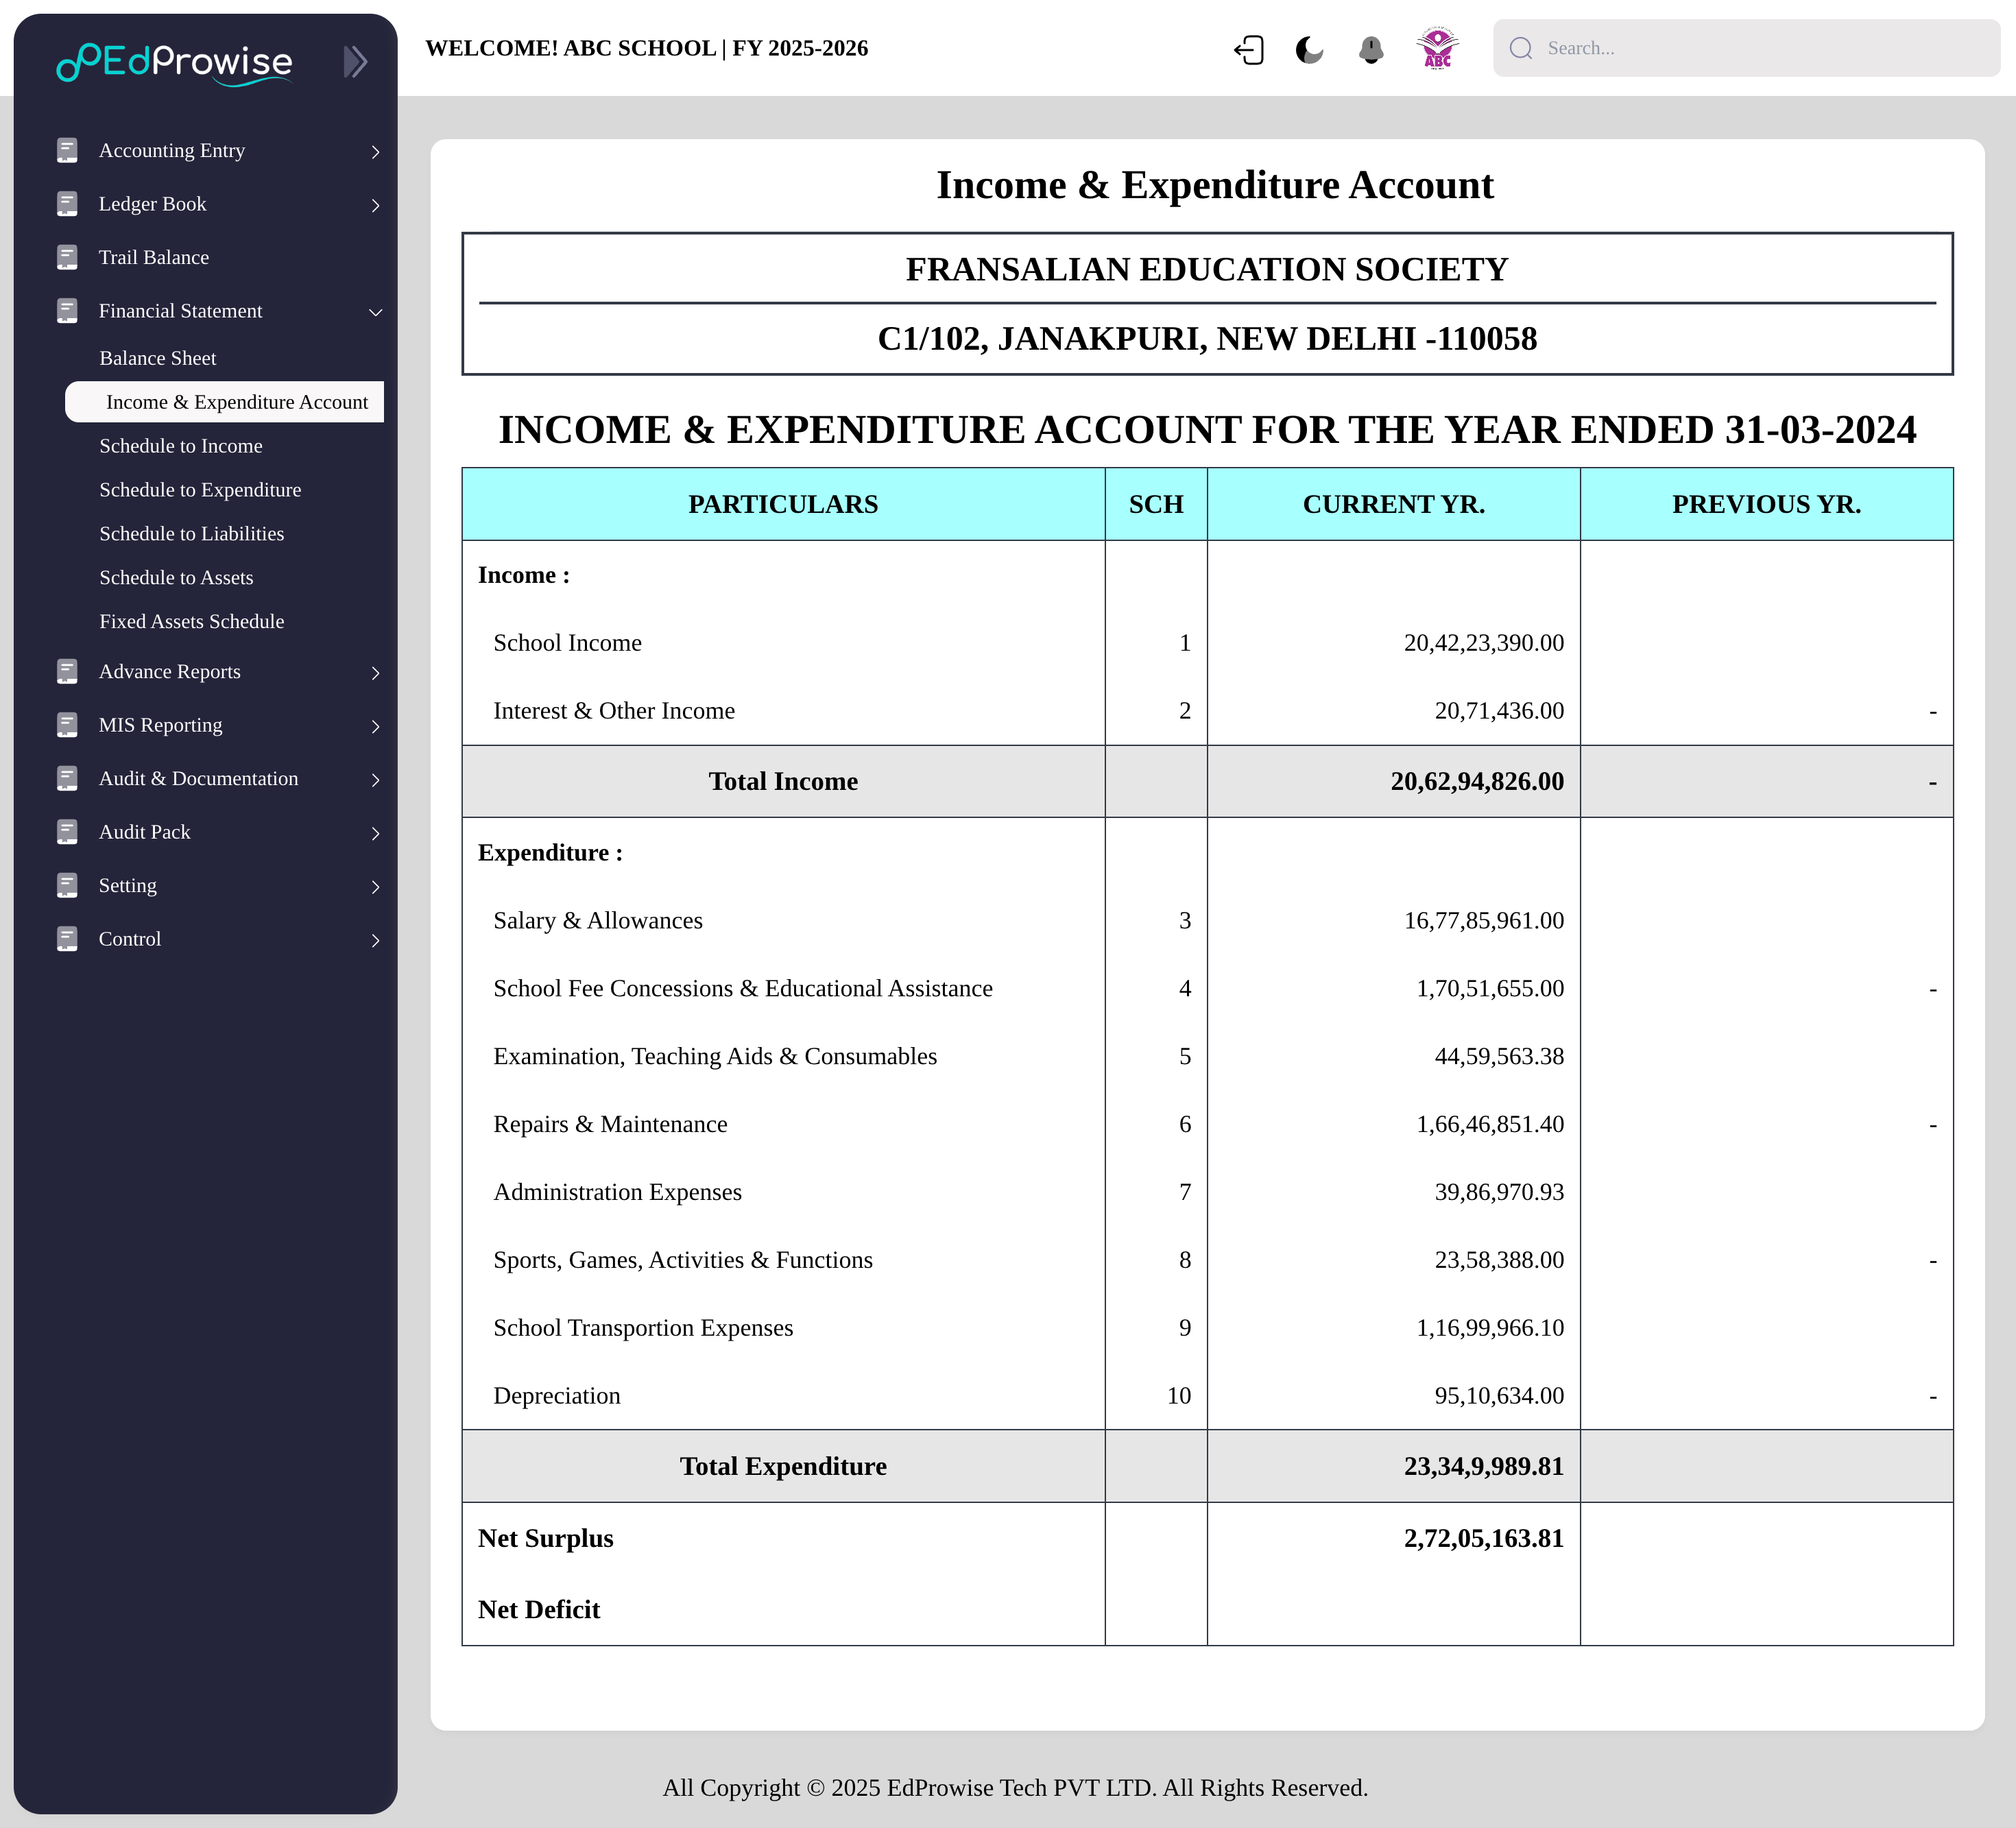 EdProwise
WELCOME! ABC SCHOOL | FY 2025-2026
ABC
Search...
Accounting Entry
Ledger Book
Trail Balance
Financial Statement
Balance Sheet
Income & Expenditure Account
Schedule to Income
Schedule to Expenditure
Schedule to Liabilities
Schedule to Assets
Fixed Assets Schedule
Advance Reports
MIS Reporting
Audit & Documentation
Audit Pack
Setting
Control
Income & Expenditure Account
FRANSALIAN EDUCATION SOCIETY
C1/102, JANAKPURI, NEW DELHI -110058
INCOME & EXPENDITURE ACCOUNT FOR THE YEAR ENDED 31-03-2024
PARTICULARS SCH CURRENT YR. PREVIOUS YR.
Income :
School Income 1 20,42,23,390.00
Interest & Other Income 2 20,71,436.00 -
Total Income 20,62,94,826.00 -
Expenditure :
Salary & Allowances 3 16,77,85,961.00
School Fee Concessions & Educational Assistance 4 1,70,51,655.00 -
Examination, Teaching Aids & Consumables 5 44,59,563.38
Repairs & Maintenance 6 1,66,46,851.40 -
Administration Expenses 7 39,86,970.93
Sports, Games, Activities & Functions 8 23,58,388.00 -
School Transportion Expenses 9 1,16,99,966.10
Depreciation 10 95,10,634.00 -
Total Expenditure 23,34,9,989.81
Net Surplus 2,72,05,163.81
Net Deficit
All Copyright © 2025 EdProwise Tech PVT LTD. All Rights Reserved.